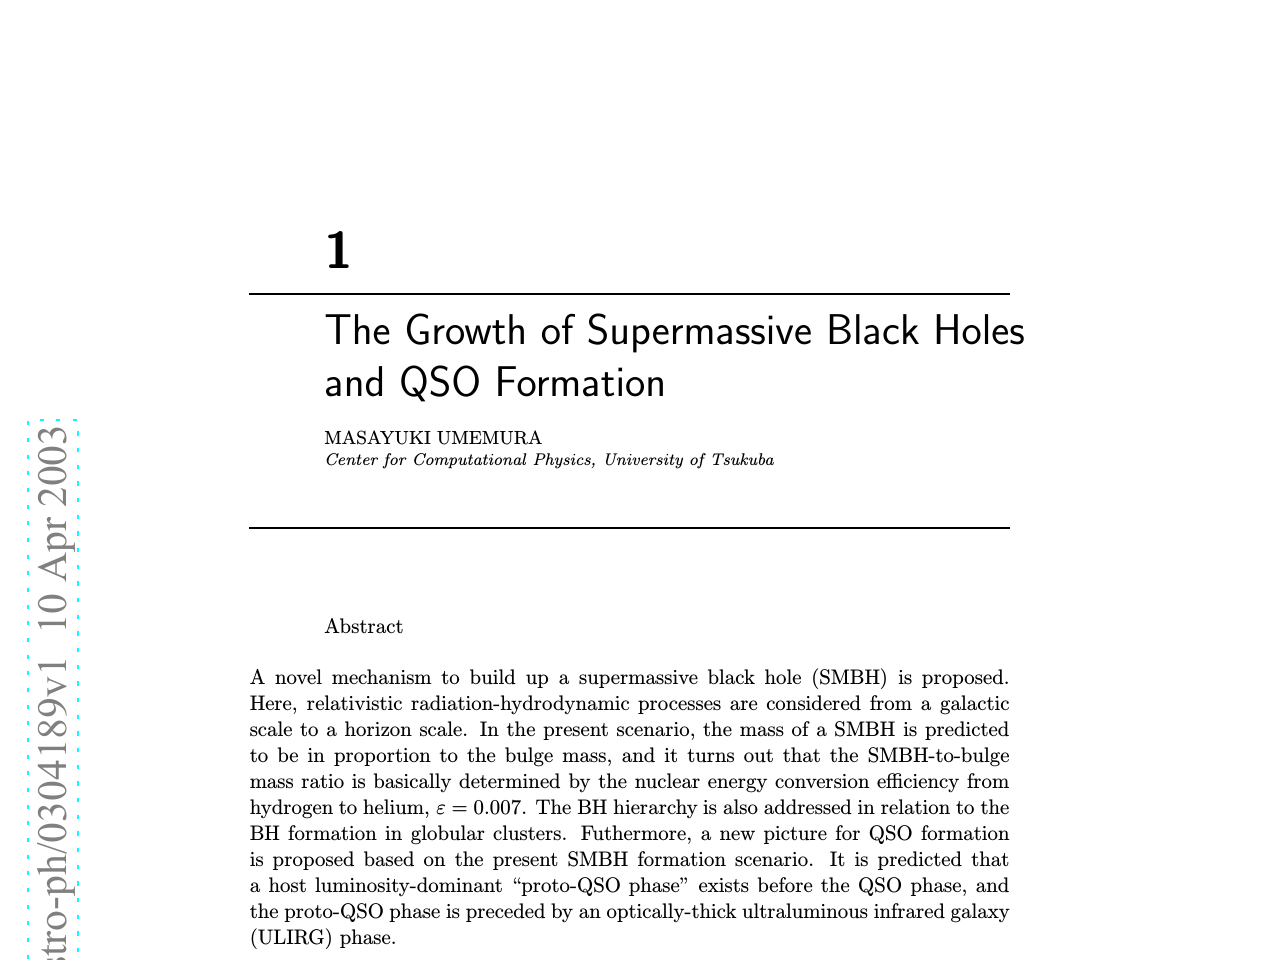 1
The Growth of Supermassive Black Holes
and QSO Formation
MASAYUKI UMEMURA
Center for Computational Physics, University of Tsukuba
Abstract
A novel mechanism to build up a supermassive black hole (SMBH) is proposed.
Here, relativistic radiation-hydrodynamic processes are considered from a galactic
scale to a horizon scale. In the present scenario, the mass of a SMBH is predicted
to be in proportion to the bulge mass, and it turns out that the SMBH-to-bulge
mass ratio is basically determined by the nuclear energy conversion efficiency from
hydrogen to helium, ε = 0.007. The BH hierarchy is also addressed in relation to the
BH formation in globular clusters. Futhermore, a new picture for QSO formation
is proposed based on the present SMBH formation scenario. It is predicted that
a host luminosity-dominant “proto-QSO phase” exists before the QSO phase, and
the proto-QSO phase is preceded by an optically-thick ultraluminous infrared galaxy
(ULIRG) phase.
stro-ph/0304189v1 10 Apr 2003